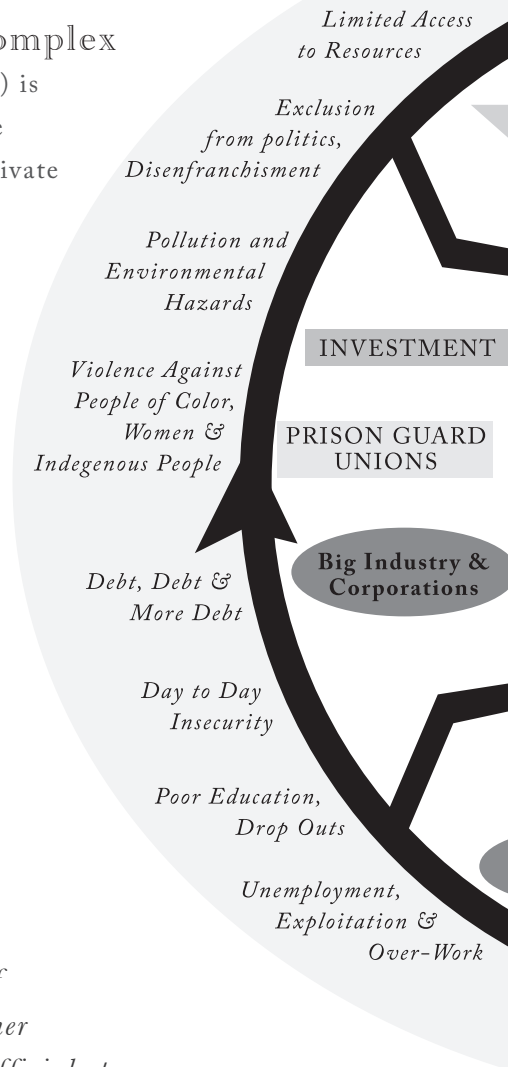 omplex
) is
ivate
Limited Access
to Resources
Exclusion
from politics,
Disenfranchisment
Pollution and
Environmental
Hazards
Violence Against
People of Color,
Women &
Indegenous People
Debt, Debt &
More Debt
Day to Day
Insecurity
Poor Education,
Drop Outs
Unemployment,
Exploitation &
Over-Work
INVESTMENT
PRISON GUARD
UNIONS
Big Industry &
Corporations
er